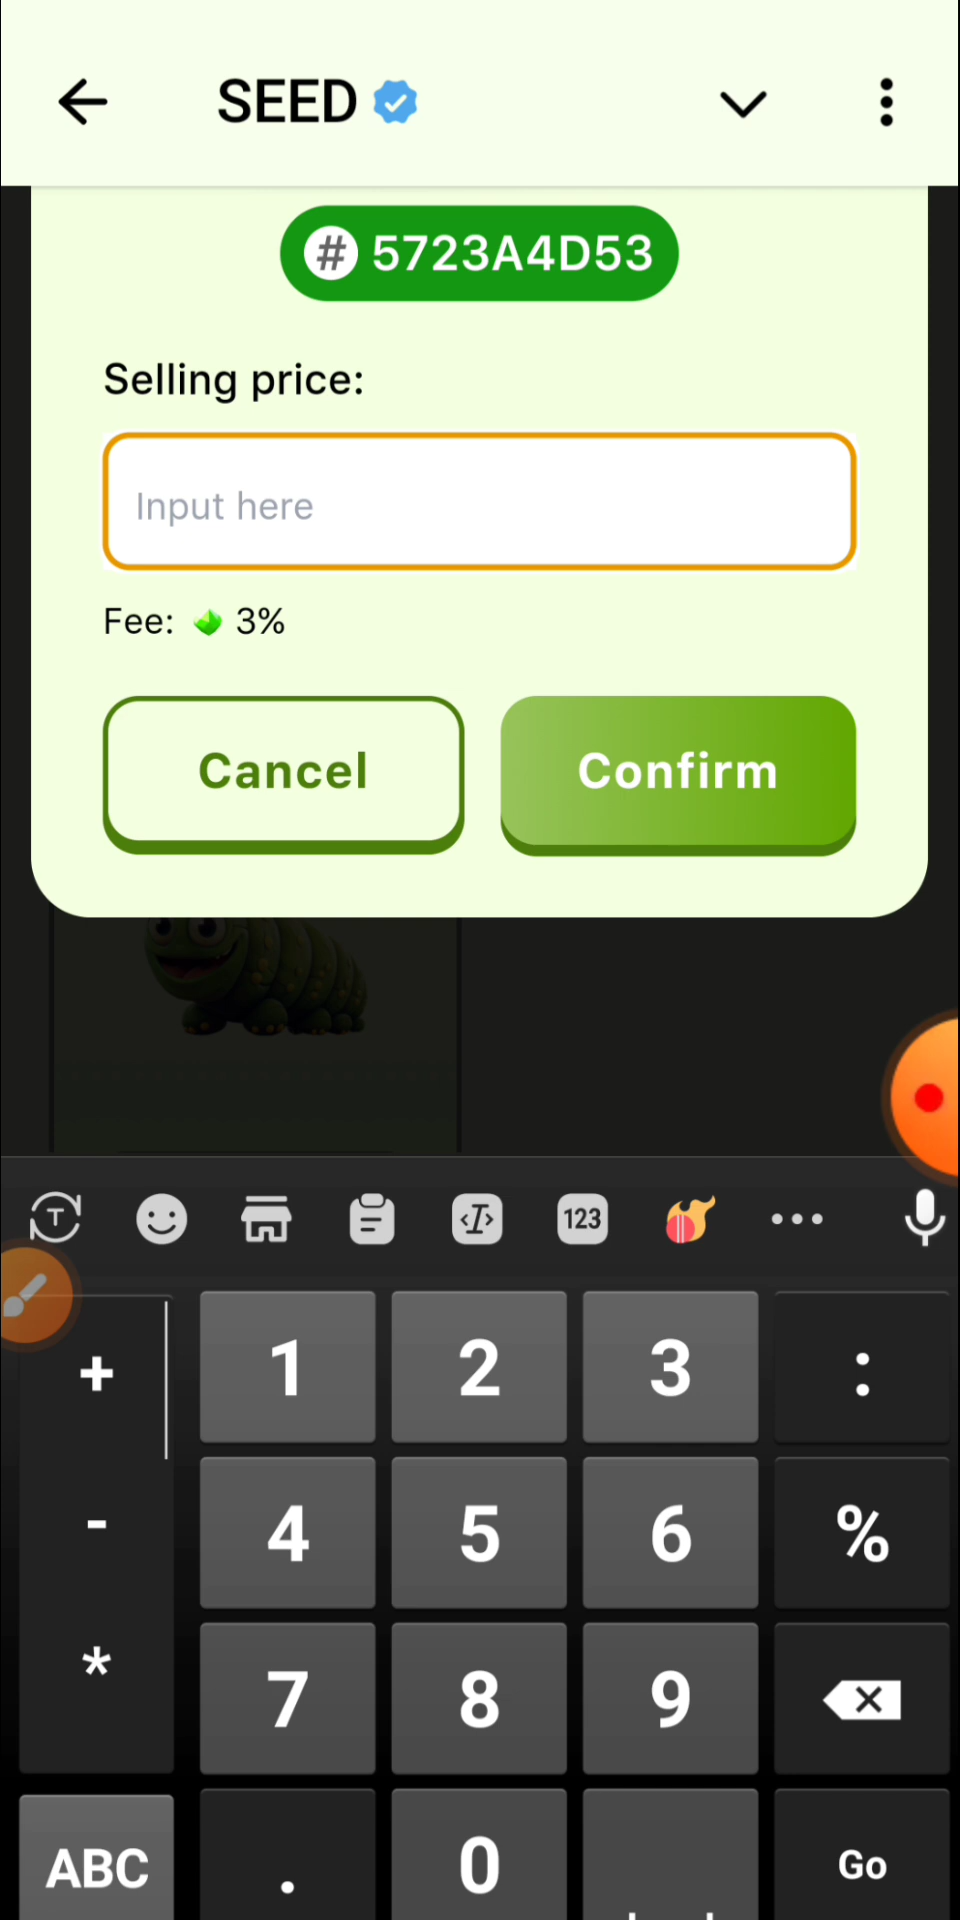 SEED
# 5723A4D53
Selling price:
Input here
Fee: 3%
Cancel Confirm
T 123
+ 1 2 3 :
- 4 5 6 %
* 7 8 9
ABC . 0 Go